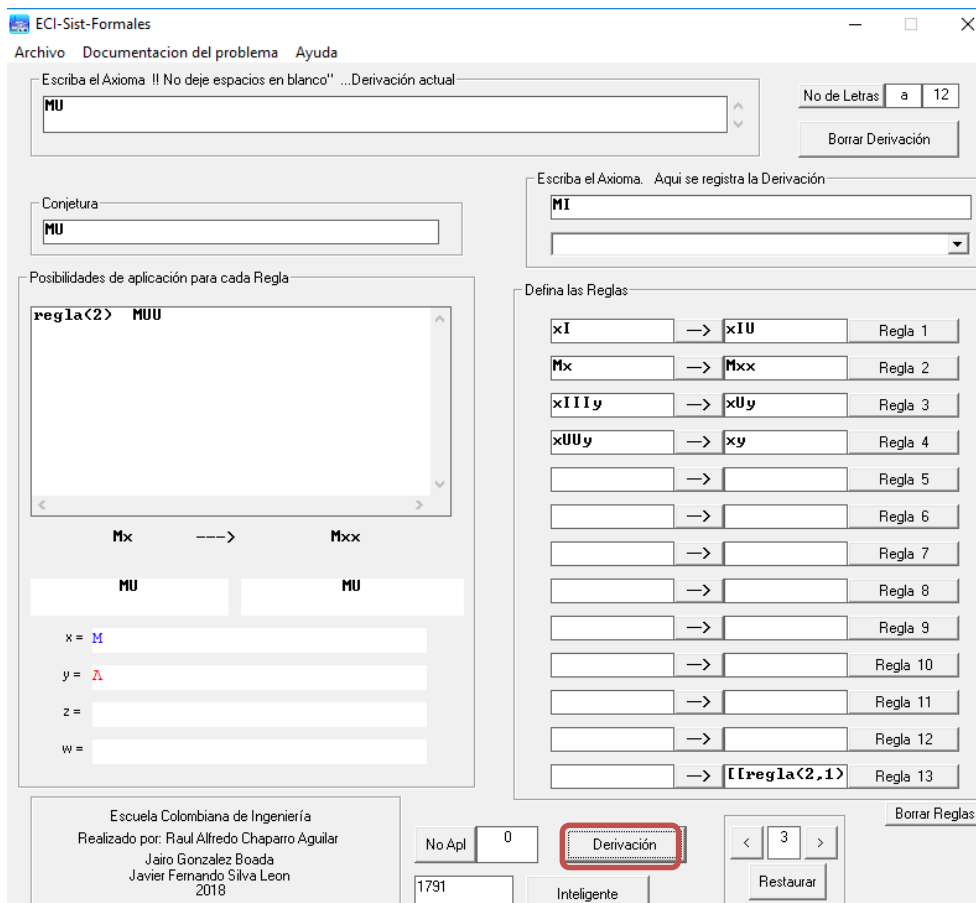 ECI-Sist-Formales
Archivo Documentacion del problema Ayuda
Escriba el Axioma !! No deje espacios en blanco" ...Derivación actual
MU
No de Letras a 12
Borrar Derivación
Escriba el Axioma. Aqui se registra la Derivación
MI
Conjetura
MU
Posibilidades de aplicación para cada Regla
regla(2) MUU
Mx ---> Mxx
MU MU
x = M
y = Λ
z =
w =
Defina las Reglas
xI —> xIU Regla 1
Mx —> Mxx Regla 2
xIIIy —> xUy Regla 3
xUUy —> xy Regla 4
—> Regla 5
—> Regla 6
—> Regla 7
—> Regla 8
—> Regla 9
—> Regla 10
—> Regla 11
—> Regla 12
—> [[regla(2,1) Regla 13
Borrar Reglas
Escuela Colombiana de Ingeniería
Realizado por: Raul Alfredo Chaparro Aguilar
Jairo Gonzalez Boada
Javier Fernando Silva Leon
2018
No Apl 0
Derivación
< 3 >
Restaurar
1791
Inteligente